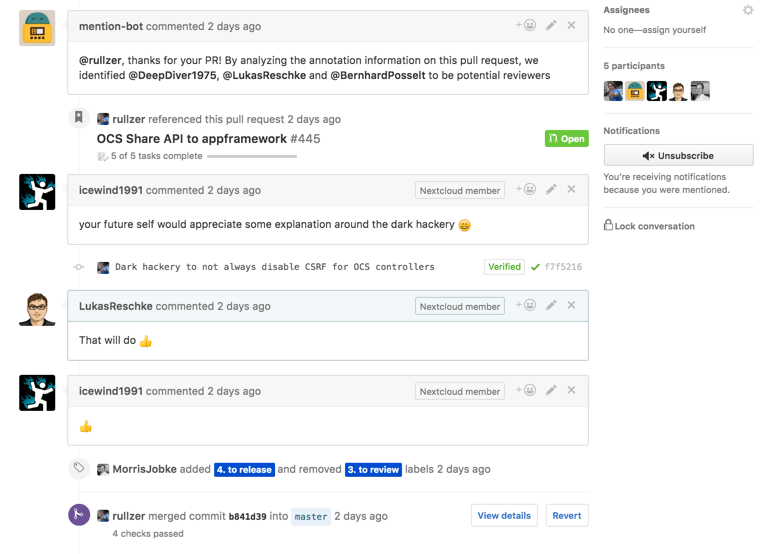 mention-bot commented 2 days ago
@rullzer, thanks for your PR! By analyzing the annotation information on this pull request, we
identified @DeepDiver1975, @LukasReschke and @BernhardPosselt to be potential reviewers
rullzer referenced this pull request 2 days ago
OCS Share API to appframework #445
Open
5 of 5 tasks complete
icewind1991 commented 2 days ago
Nextcloud member
your future self would appreciate some explanation around the dark hackery 😄
Dark hackery to not always disable CSRF for OCS controllers
Verified
f7f5216
LukasReschke commented 2 days ago
Nextcloud member
That will do 👍
icewind1991 commented 2 days ago
Nextcloud member
👍
MorrisJobke added 4. to release and removed 3. to review labels 2 days ago
rullzer merged commit b841d39 into master 2 days ago
View details
Revert
4 checks passed
Assignees
No one—assign yourself
5 participants
Notifications
Unsubscribe
You're receiving notifications
because you were mentioned.
Lock conversation